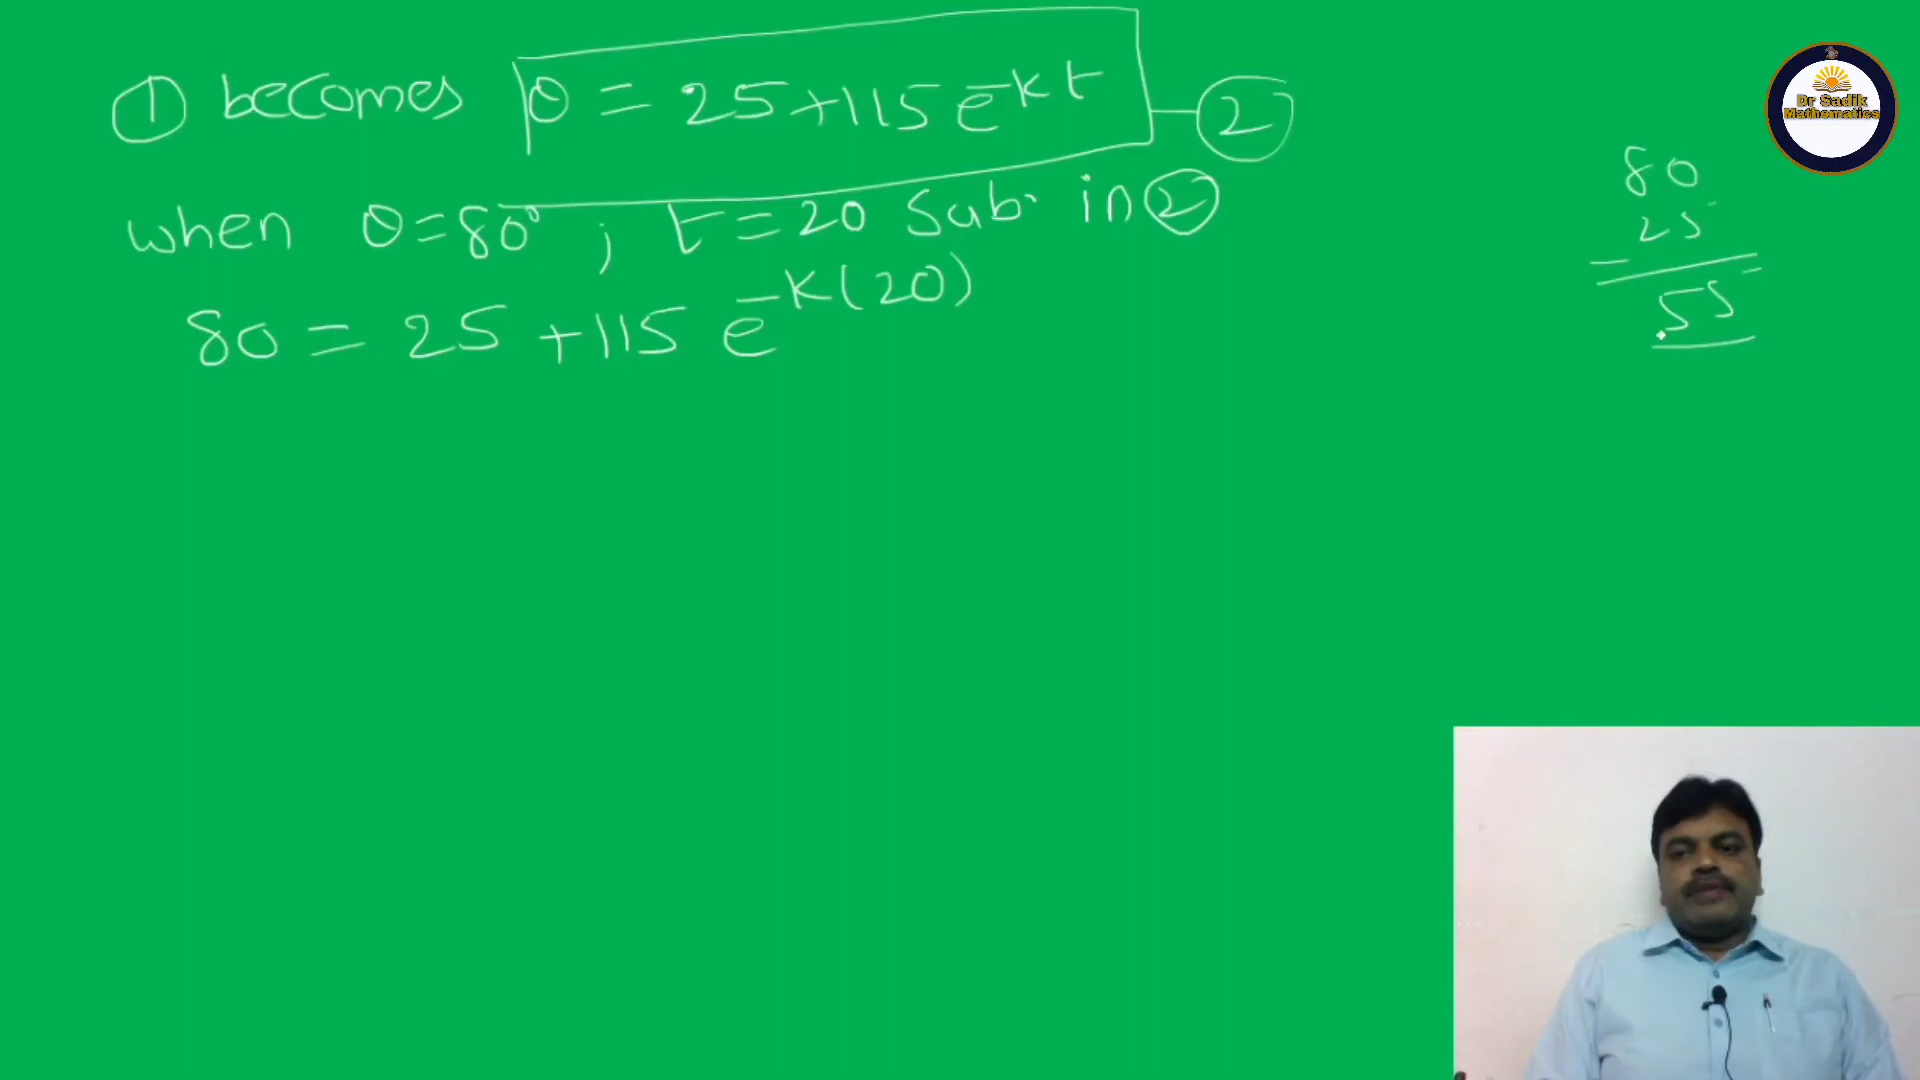 ① becomes θ = 25 + 115 e^-kt — ②
when θ = 80° ; t = 20 Sub. in ②
80 = 25 + 115 e^-k(20)
80
25
—
55
Dr Sadik
Mathematics